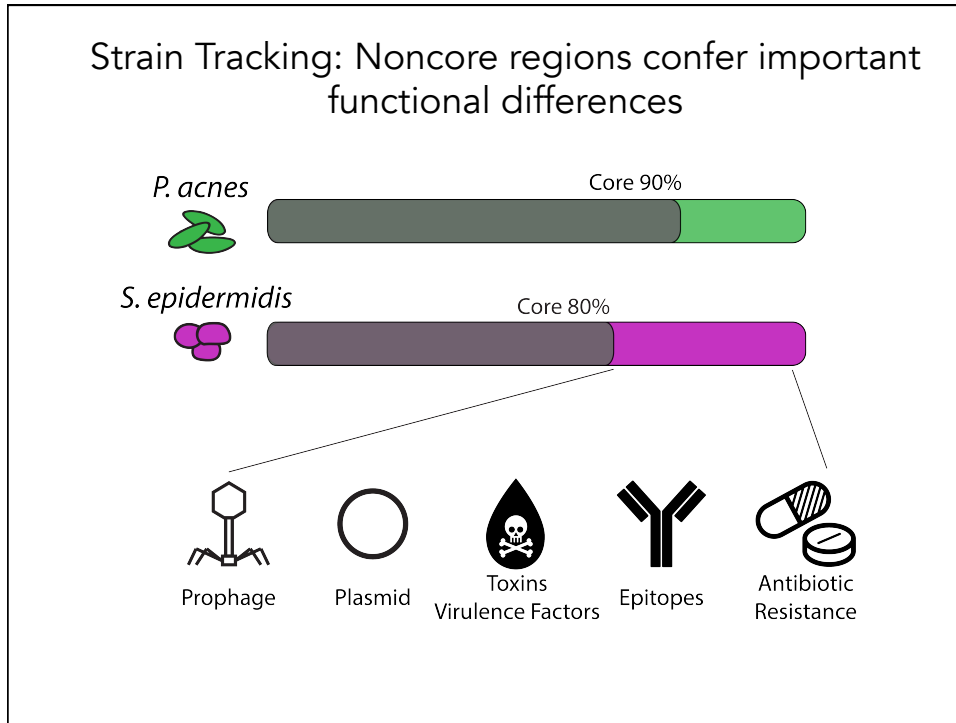 Strain Tracking: Noncore regions confer important
functional differences
P. acnes
Core 90%
S. epidermidis
Core 80%
Prophage
Plasmid
Toxins
Virulence Factors
Epitopes
Antibiotic
Resistance